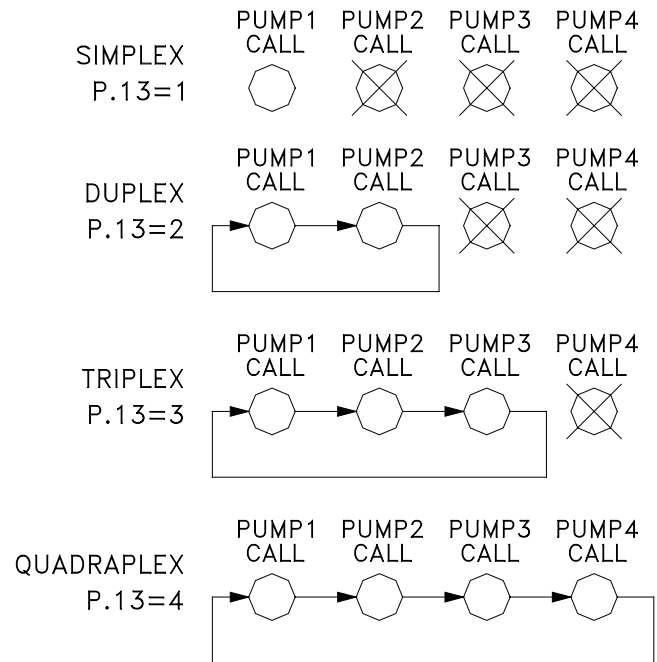 SIMPLEX
P.13=1
PUMP1 CALL
PUMP2 CALL
PUMP3 CALL
PUMP4 CALL
DUPLEX
P.13=2
PUMP1 CALL
PUMP2 CALL
PUMP3 CALL
PUMP4 CALL
TRIPLEX
P.13=3
PUMP1 CALL
PUMP2 CALL
PUMP3 CALL
PUMP4 CALL
QUADRAPLEX
P.13=4
PUMP1 CALL
PUMP2 CALL
PUMP3 CALL
PUMP4 CALL